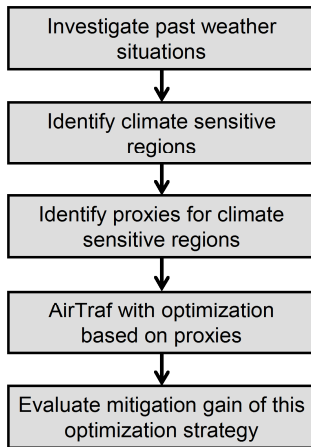 Investigate past weather
situations
Identify climate sensitive
regions
Identify proxies for climate
sensitive regions
AirTraf with optimization
based on proxies
Evaluate mitigation gain of this
optimization strategy